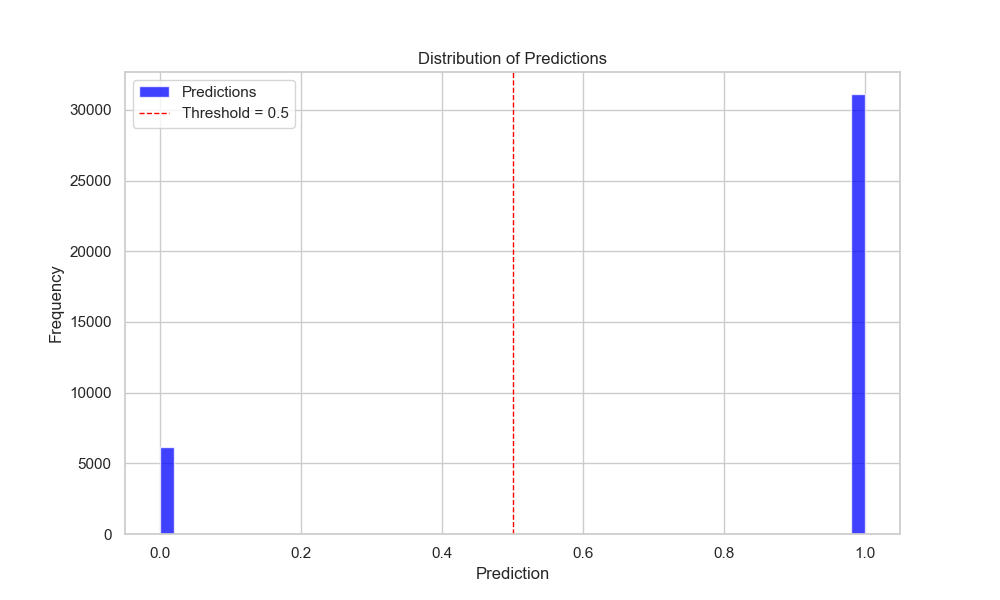 Distribution of Predictions
Predictions
Threshold = 0.5
Frequency
30000
25000
20000
15000
10000
5000
0
0.0 0.2 0.4 0.6 0.8 1.0
Prediction